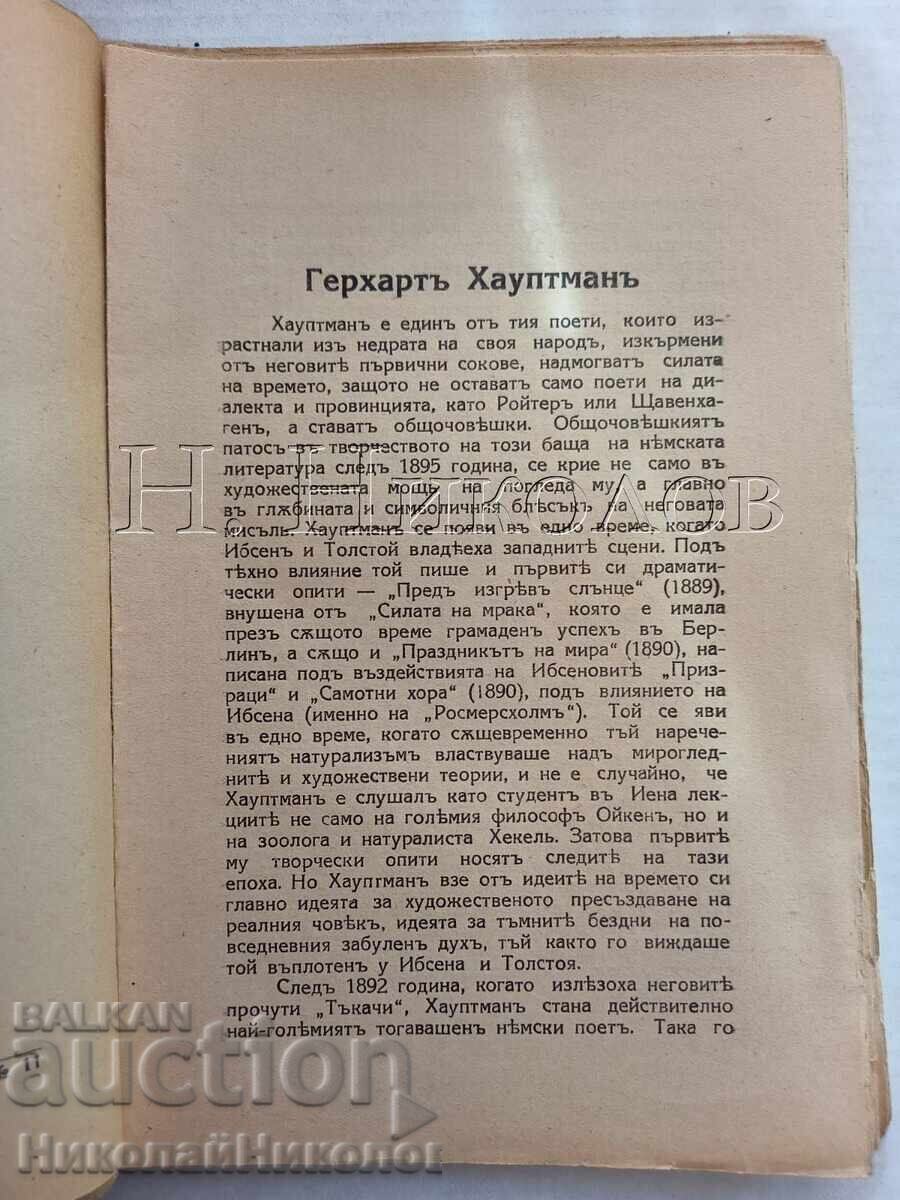 Герхартъ Хауптманъ
Хауптманъ е единъ отъ тия поети, които из-
растнали изъ недрата на своя народъ, изкърмени
отъ неговитѣ първични сокове, надмогватъ силата
на времето, защото не оставатъ само поети на ди-
алекта и провинцията, като Ройтеръ или Щавенха-
генъ, а ставатъ общочовѣшки. Общочовѣшкиятъ
патосъ въ творчеството на този баща на нѣмската
литература следъ 1895 година, се крие не само въ
художествената мощь на погледа му, а главно
въ глѫбината и символичния блѣсъкъ на неговата
мисъль. Хауптманъ се появи въ едно време, когато
Ибсенъ и Толстой владѣеха западнитѣ сцени. Подъ
тѣхно влияние той пише и първитѣ си драмати-
чески опити — „Предъ изгрѣвъ слънце“ (1889),
внушена отъ „Силата на мрака“, която е имала
презъ сѫщото време грамаденъ успехъ въ Бер-
линъ, а сѫщо и „Праздникътъ на мира“ (1890), на-
писана подъ въздействията на Ибсеновитѣ „Приз-
раци“ и „Самотни хора“ (1890), подъ влиянието на
Ибсена (именно на „Росмерсхолмъ“). Той се яви
въ едно време, когато сѫщевременно тъй нарече-
ниятъ натурализъмъ властвуваше надъ мироглед-
нитѣ и художествени теории, и не е случайно, че
Хауптманъ е слушалъ като студентъ въ Иена лек-
циитѣ не само на големия философъ Ойкенъ, но и
на зоолога и натуралиста Хекель. Затова първитѣ
му творчески опити носятъ следитѣ на тази
епоха. Но Хауптманъ взе отъ идеитѣ на времето си
главно идеята за художественото пресъздаване на
реалния човѣкъ, идеята за тъмнитѣ бездни на по-
вседневния забуленъ духъ, тъй както го виждаше
той въплотенъ у Ибсена и Толстоя.
Следъ 1892 година, когато излѣзоха неговитѣ
прочути „Тъкачи“, Хауптманъ стана действително
най-голѣмиятъ тогавашенъ нѣмски поетъ. Така го
Н. Николов
BALKAN
auction
НиколайНиколов